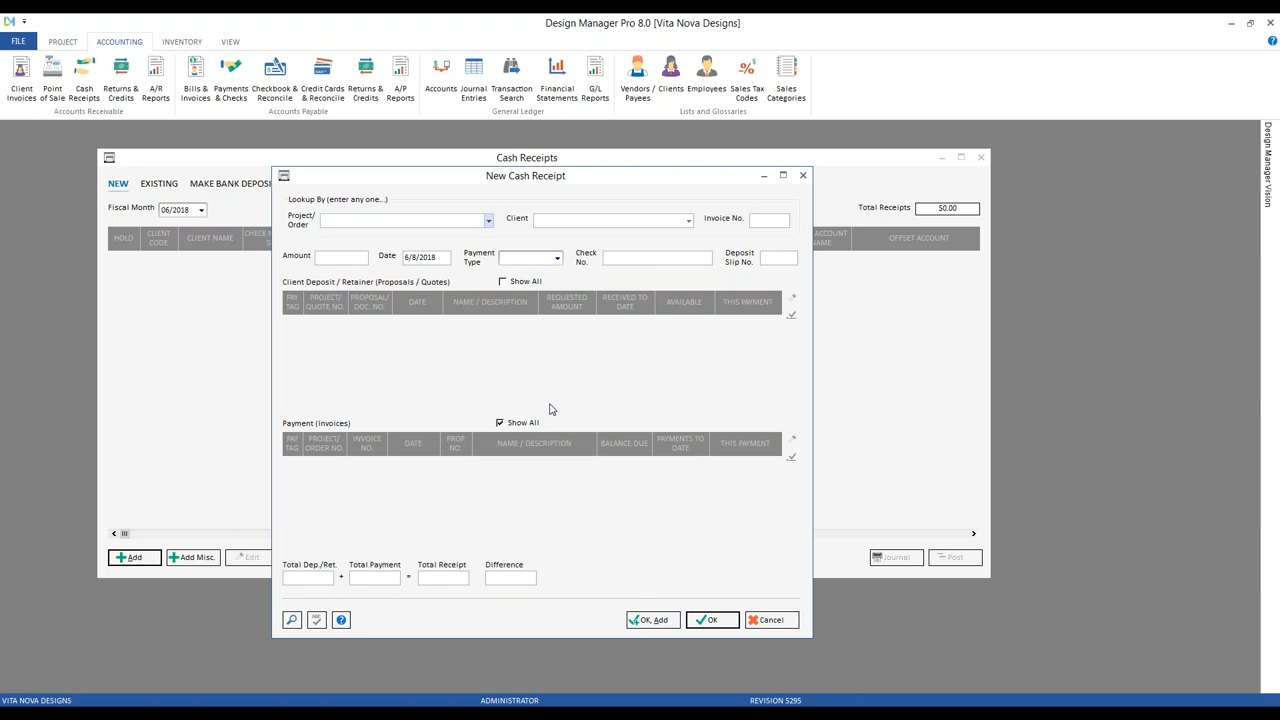 Design Manager Pro 8.0 [Vita Nova Designs]
FILE PROJECT ACCOUNTING INVENTORY VIEW
Client Invoices
Point of Sale
Cash Receipts
Returns & Credits
A/R Reports
Bills & Invoices
Payments & Checks
Checkbook & Reconcile
Credit Cards & Reconcile
Returns & Credits
A/P Reports
Accounts
Journal Entries
Transaction Search
Financial Statements
G/L Reports
Vendors / Payees
Clients
Employees
Sales Tax Codes
Sales Categories
Accounts Receivable
Accounts Payable
General Ledger
Lists and Glossaries
Design Manager Vision
Cash Receipts
NEW EXISTING MAKE BANK DEPOSI
Fiscal Month 06/2018
Total Receipts $0.00
HOLD
CLIENT CODE
CLIENT NAME
ACCOUNT NAME
OFFSET ACCOUNT
New Cash Receipt
Lookup By (enter any one...)
Project/ Order
Client
Invoice No.
Amount
Date 6/8/2018
Payment Type
Check No.
Deposit Slip No.
Client Deposit / Retainer (Proposals / Quotes)
Show All
PAY TAG
PROJECT/ QUOTE NO.
PROPOSAL/ DOC. NO.
DATE
NAME / DESCRIPTION
REQUESTED AMOUNT
RECEIVED TO DATE
AVAILABLE
THIS PAYMENT
Payment (Invoices)
Show All
PAY TAG
PROJECT/ ORDER NO.
INVOICE NO.
DATE
PROP. NO.
NAME / DESCRIPTION
BALANCE DUE
PAYMENTS TO DATE
THIS PAYMENT
Total Dep./Ret.
+
Total Payment
=
Total Receipt
Difference
Add
Add Misc.
Edit
Journal
Post
ABC
?
OK, Add
OK
Cancel
VITA NOVA DESIGNS
ADMINISTRATOR
REVISION 5295